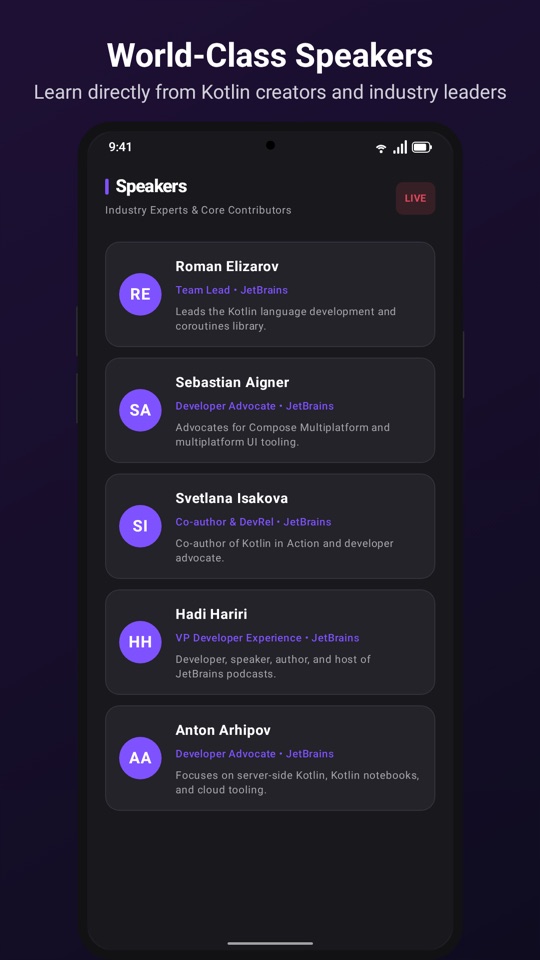 World-Class Speakers
Learn directly from Kotlin creators and industry leaders
9:41
Speakers
Industry Experts & Core Contributors
LIVE
RE
Roman Elizarov
Team Lead • JetBrains
Leads the Kotlin language development and
coroutines library.
SA
Sebastian Aigner
Developer Advocate • JetBrains
Advocates for Compose Multiplatform and
multiplatform UI tooling.
SI
Svetlana Isakova
Co-author & DevRel • JetBrains
Co-author of Kotlin in Action and developer
advocate.
HH
Hadi Hariri
VP Developer Experience • JetBrains
Developer, speaker, author, and host of
JetBrains podcasts.
AA
Anton Arhipov
Developer Advocate • JetBrains
Focuses on server-side Kotlin, Kotlin notebooks,
and cloud tooling.